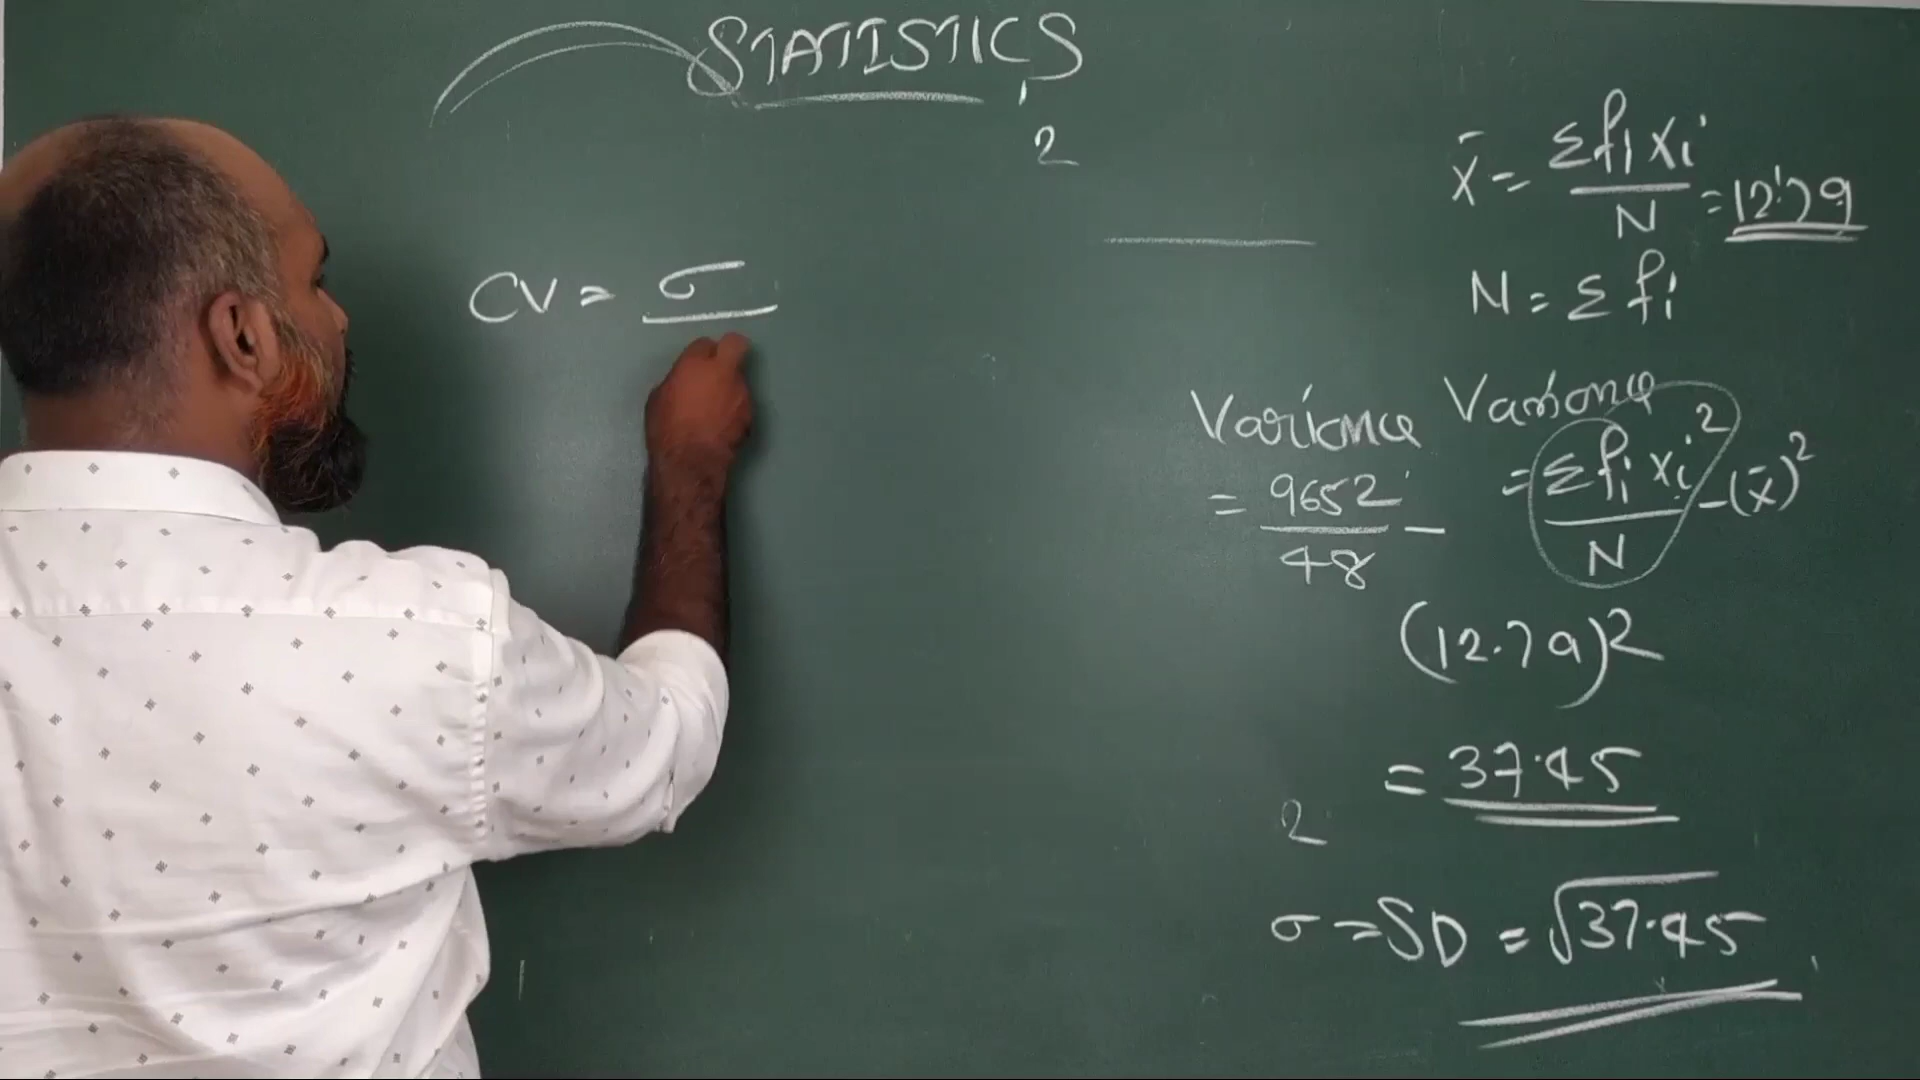 STATISTICS
2
x̄ = Σfixi / N = 12.79
N = Σfi
CV = σ
Variance
= 9652 / 48 –
Variance
= Σfixi² / N – (x̄)²
(12.79)2
= 37.45
2
σ = SD = √37.45